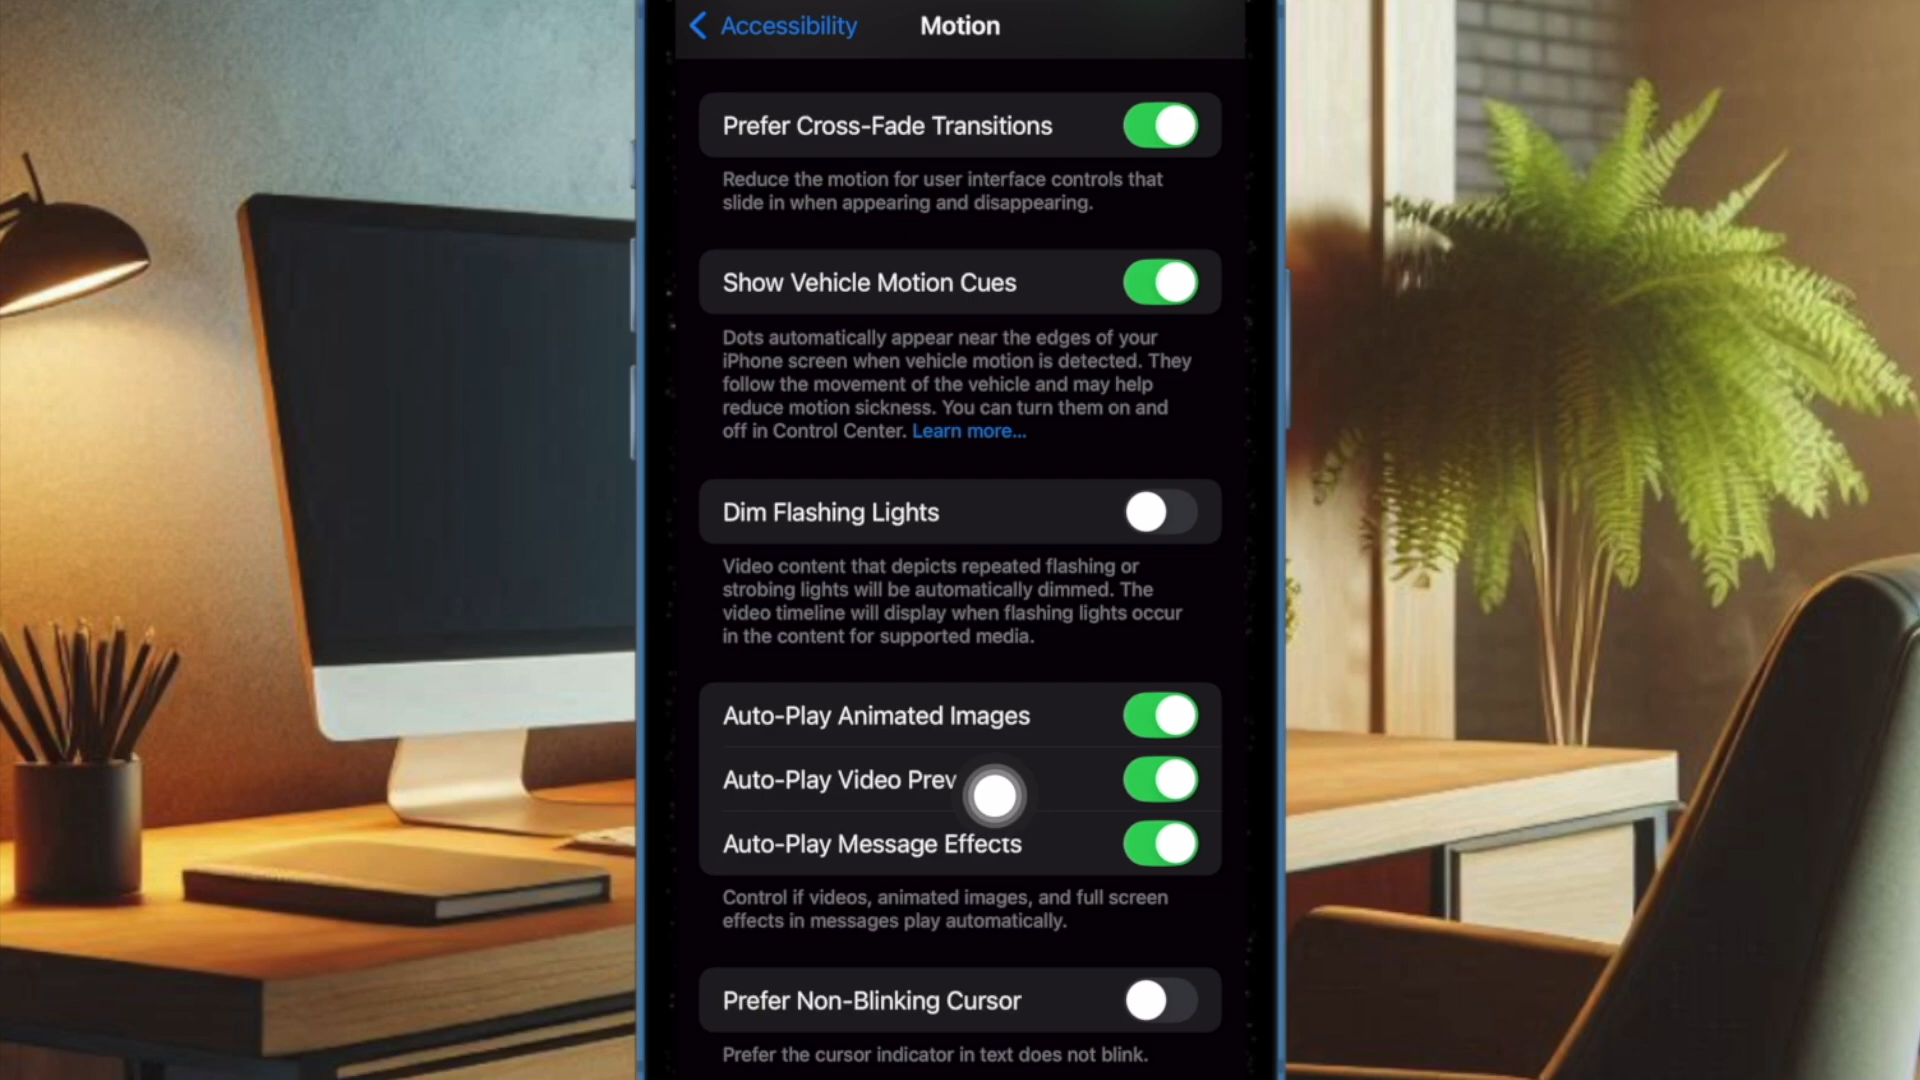 Accessibility
Motion
Prefer Cross-Fade Transitions
Reduce the motion for user interface controls that
slide in when appearing and disappearing.
Show Vehicle Motion Cues
Dots automatically appear near the edges of your
iPhone screen when vehicle motion is detected. They
follow the movement of the vehicle and may help
reduce motion sickness. You can turn them on and
off in Control Center. Learn more...
Dim Flashing Lights
Video content that depicts repeated flashing or
strobing lights will be automatically dimmed. The
video timeline will display when flashing lights occur
in the content for supported media.
Auto-Play Animated Images
Auto-Play Video Prev
Auto-Play Message Effects
Control if videos, animated images, and full screen
effects in messages play automatically.
Prefer Non-Blinking Cursor
Prefer the cursor indicator in text does not blink.